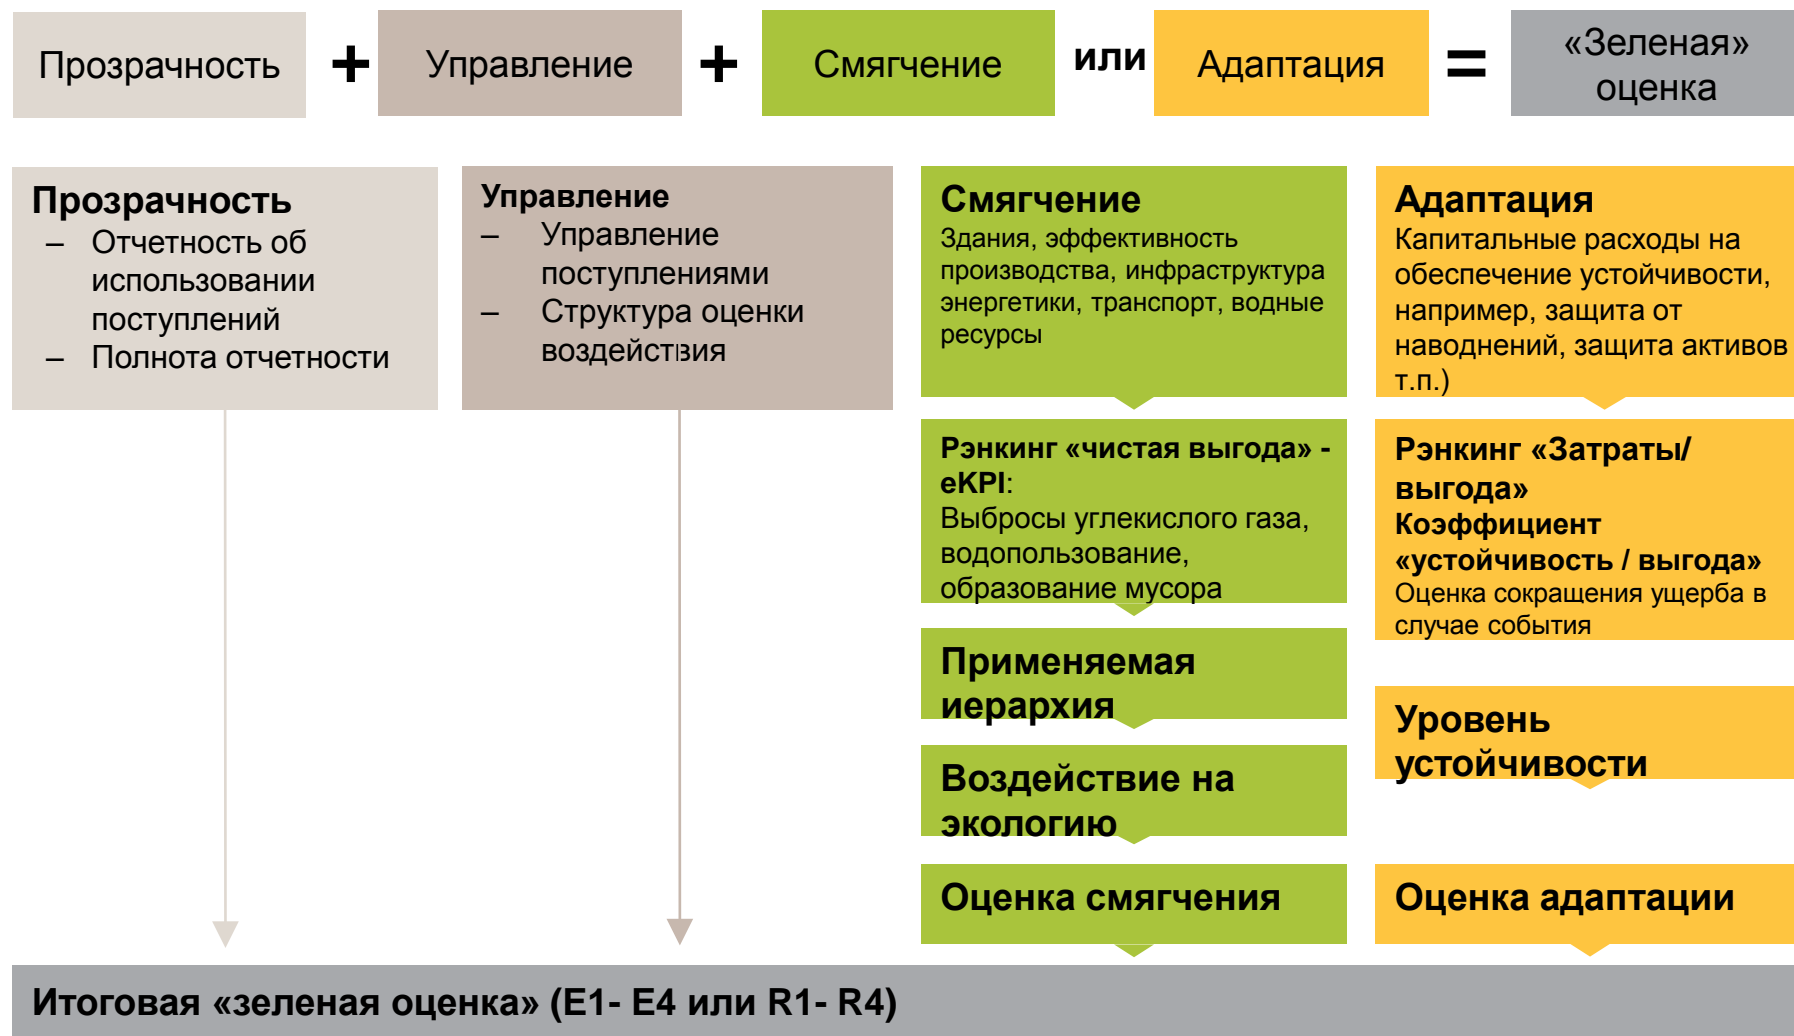 Прозрачность + Управление + Смягчение или Адаптация = «Зеленая» оценка
Прозрачность
– Отчетность об
использовании
поступлений
– Полнота отчетности
Управление
– Управление
поступлениями
– Структура оценки
воздействия
Смягчение
Здания, эффективность
производства, инфраструктура
энергетики, транспорт, водные
ресурсы
Рэнкинг «чистая выгода» -
eKPI:
Выбросы углекислого газа,
водопользование,
образование мусора
Применяемая
иерархия
Воздействие на
экологию
Оценка смягчения
Адаптация
Капитальные расходы на
обеспечение устойчивости,
например, защита от
наводнений, защита активов
т.п.)
Рэнкинг «Затраты/
выгода»
Коэффициент
«устойчивость / выгода»
Оценка сокращения ущерба в
случае события
Уровень
устойчивости
Оценка адаптации
Итоговая «зеленая оценка» (E1- E4 или R1- R4)